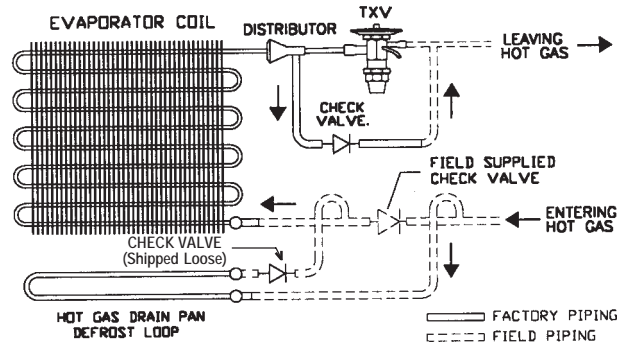 EVAPORATOR COIL
DISTRIBUTOR
TXV
LEAVING
HOT GAS
CHECK
VALVE.
FIELD SUPPLIED
CHECK VALVE
ENTERING
HOT GAS
CHECK VALVE
(Shipped Loose)
HOT GAS DRAIN PAN
DEFROST LOOP
FACTORY PIPING
FIELD PIPING